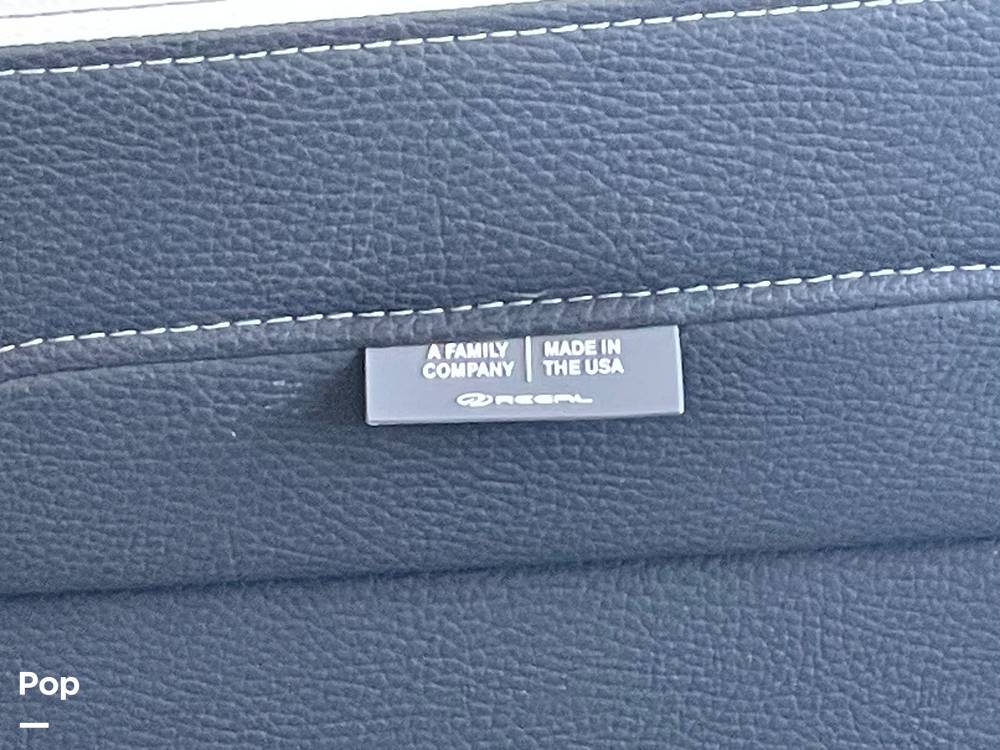 A FAMILY
COMPANY
MADE IN
THE USA
REGAL
Pop